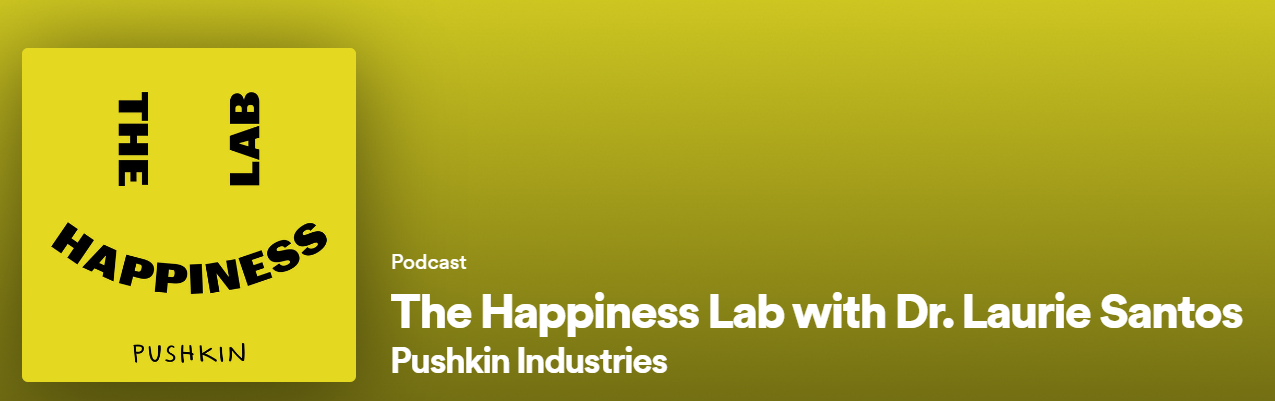 THE
LAB
HAPPINESS
PUSHKIN
Podcast
The Happiness Lab with Dr. Laurie Santos
Pushkin Industries